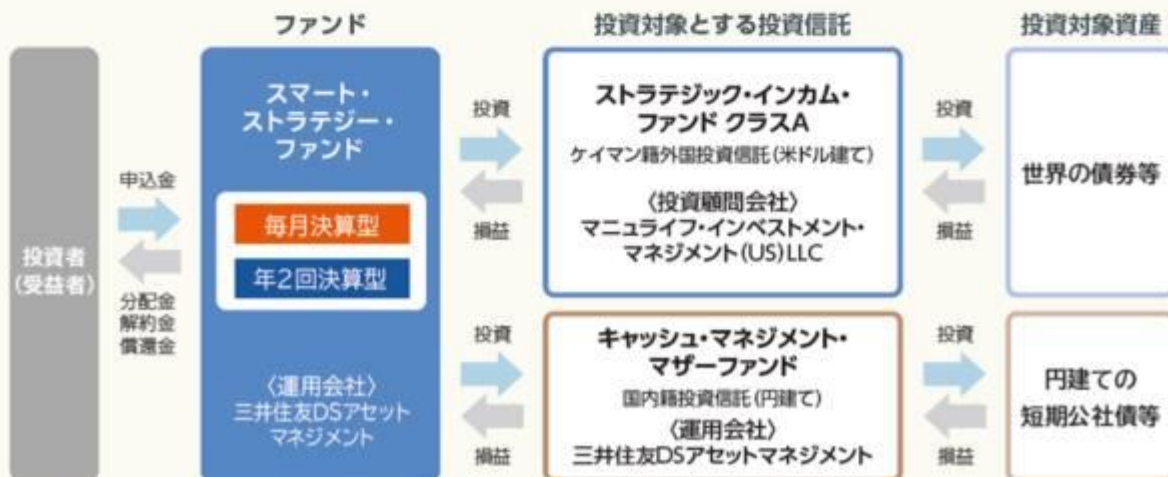 ファンド
投資対象とする投資信託
投資対象資産
投資者
(受益者)
申込金
分配金
解約金
償還金
スマート・
ストラテジー・
ファンド
毎月決算型
年2回決算型
〈運用会社〉
三井住友DSアセット
マネジメント
投資
損益
ストラテジック・インカム・
ファンド クラスA
ケイマン籍外国投資信託(米ドル建て)
〈投資顧問会社〉
マニュライフ・インベストメント・
マネジメント(US)LLC
投資
損益
世界の債券等
投資
損益
キャッシュ・マネジメント・
マザーファンド
国内籍投資信託(円建て)
〈運用会社〉
三井住友DSアセットマネジメント
投資
損益
円建ての
短期公社債等